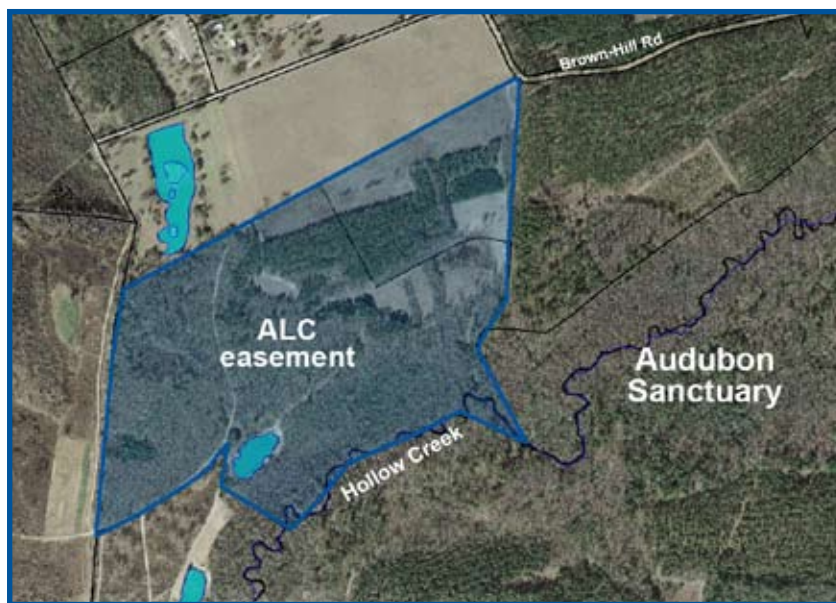 Brown-Hill Rd
ALC
easement
Audubon
Sanctuary
Hollow Creek